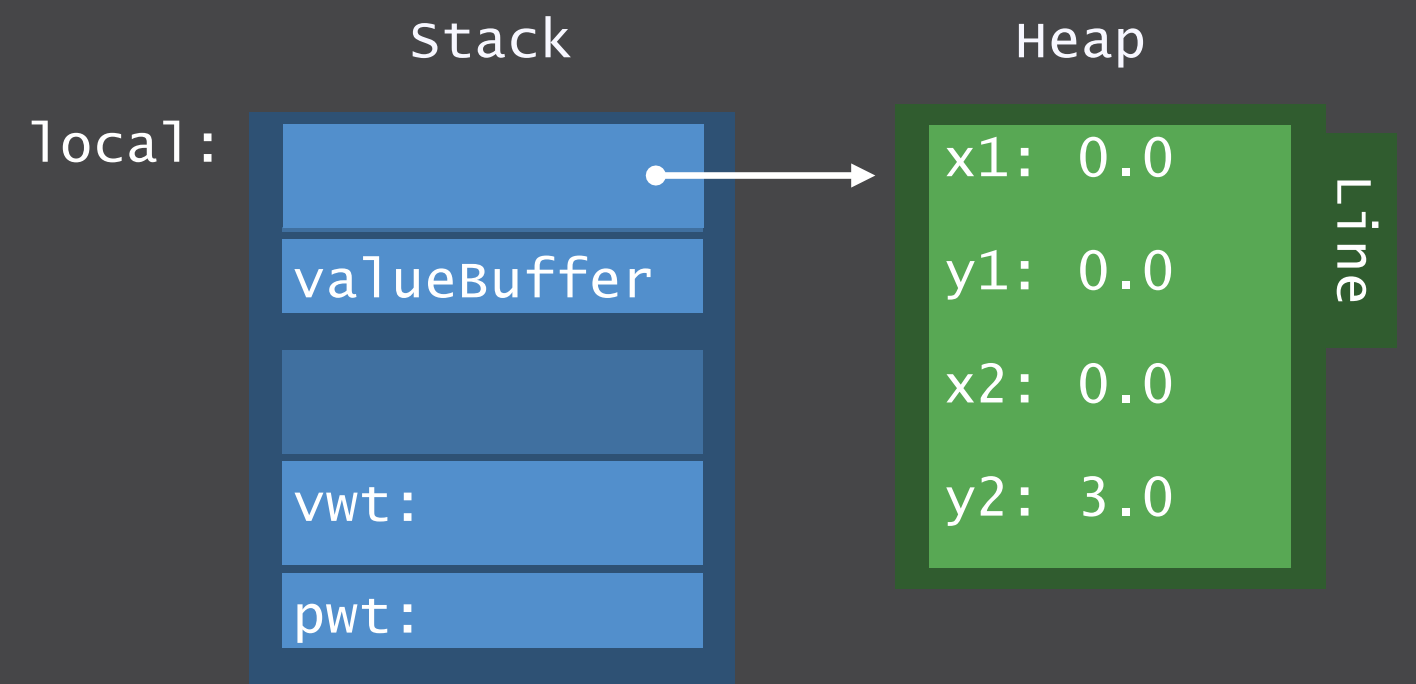 Stack
Heap
local:
valueBuffer
vwt:
pwt:
x1: 0.0
y1: 0.0
x2: 0.0
y2: 3.0
Line